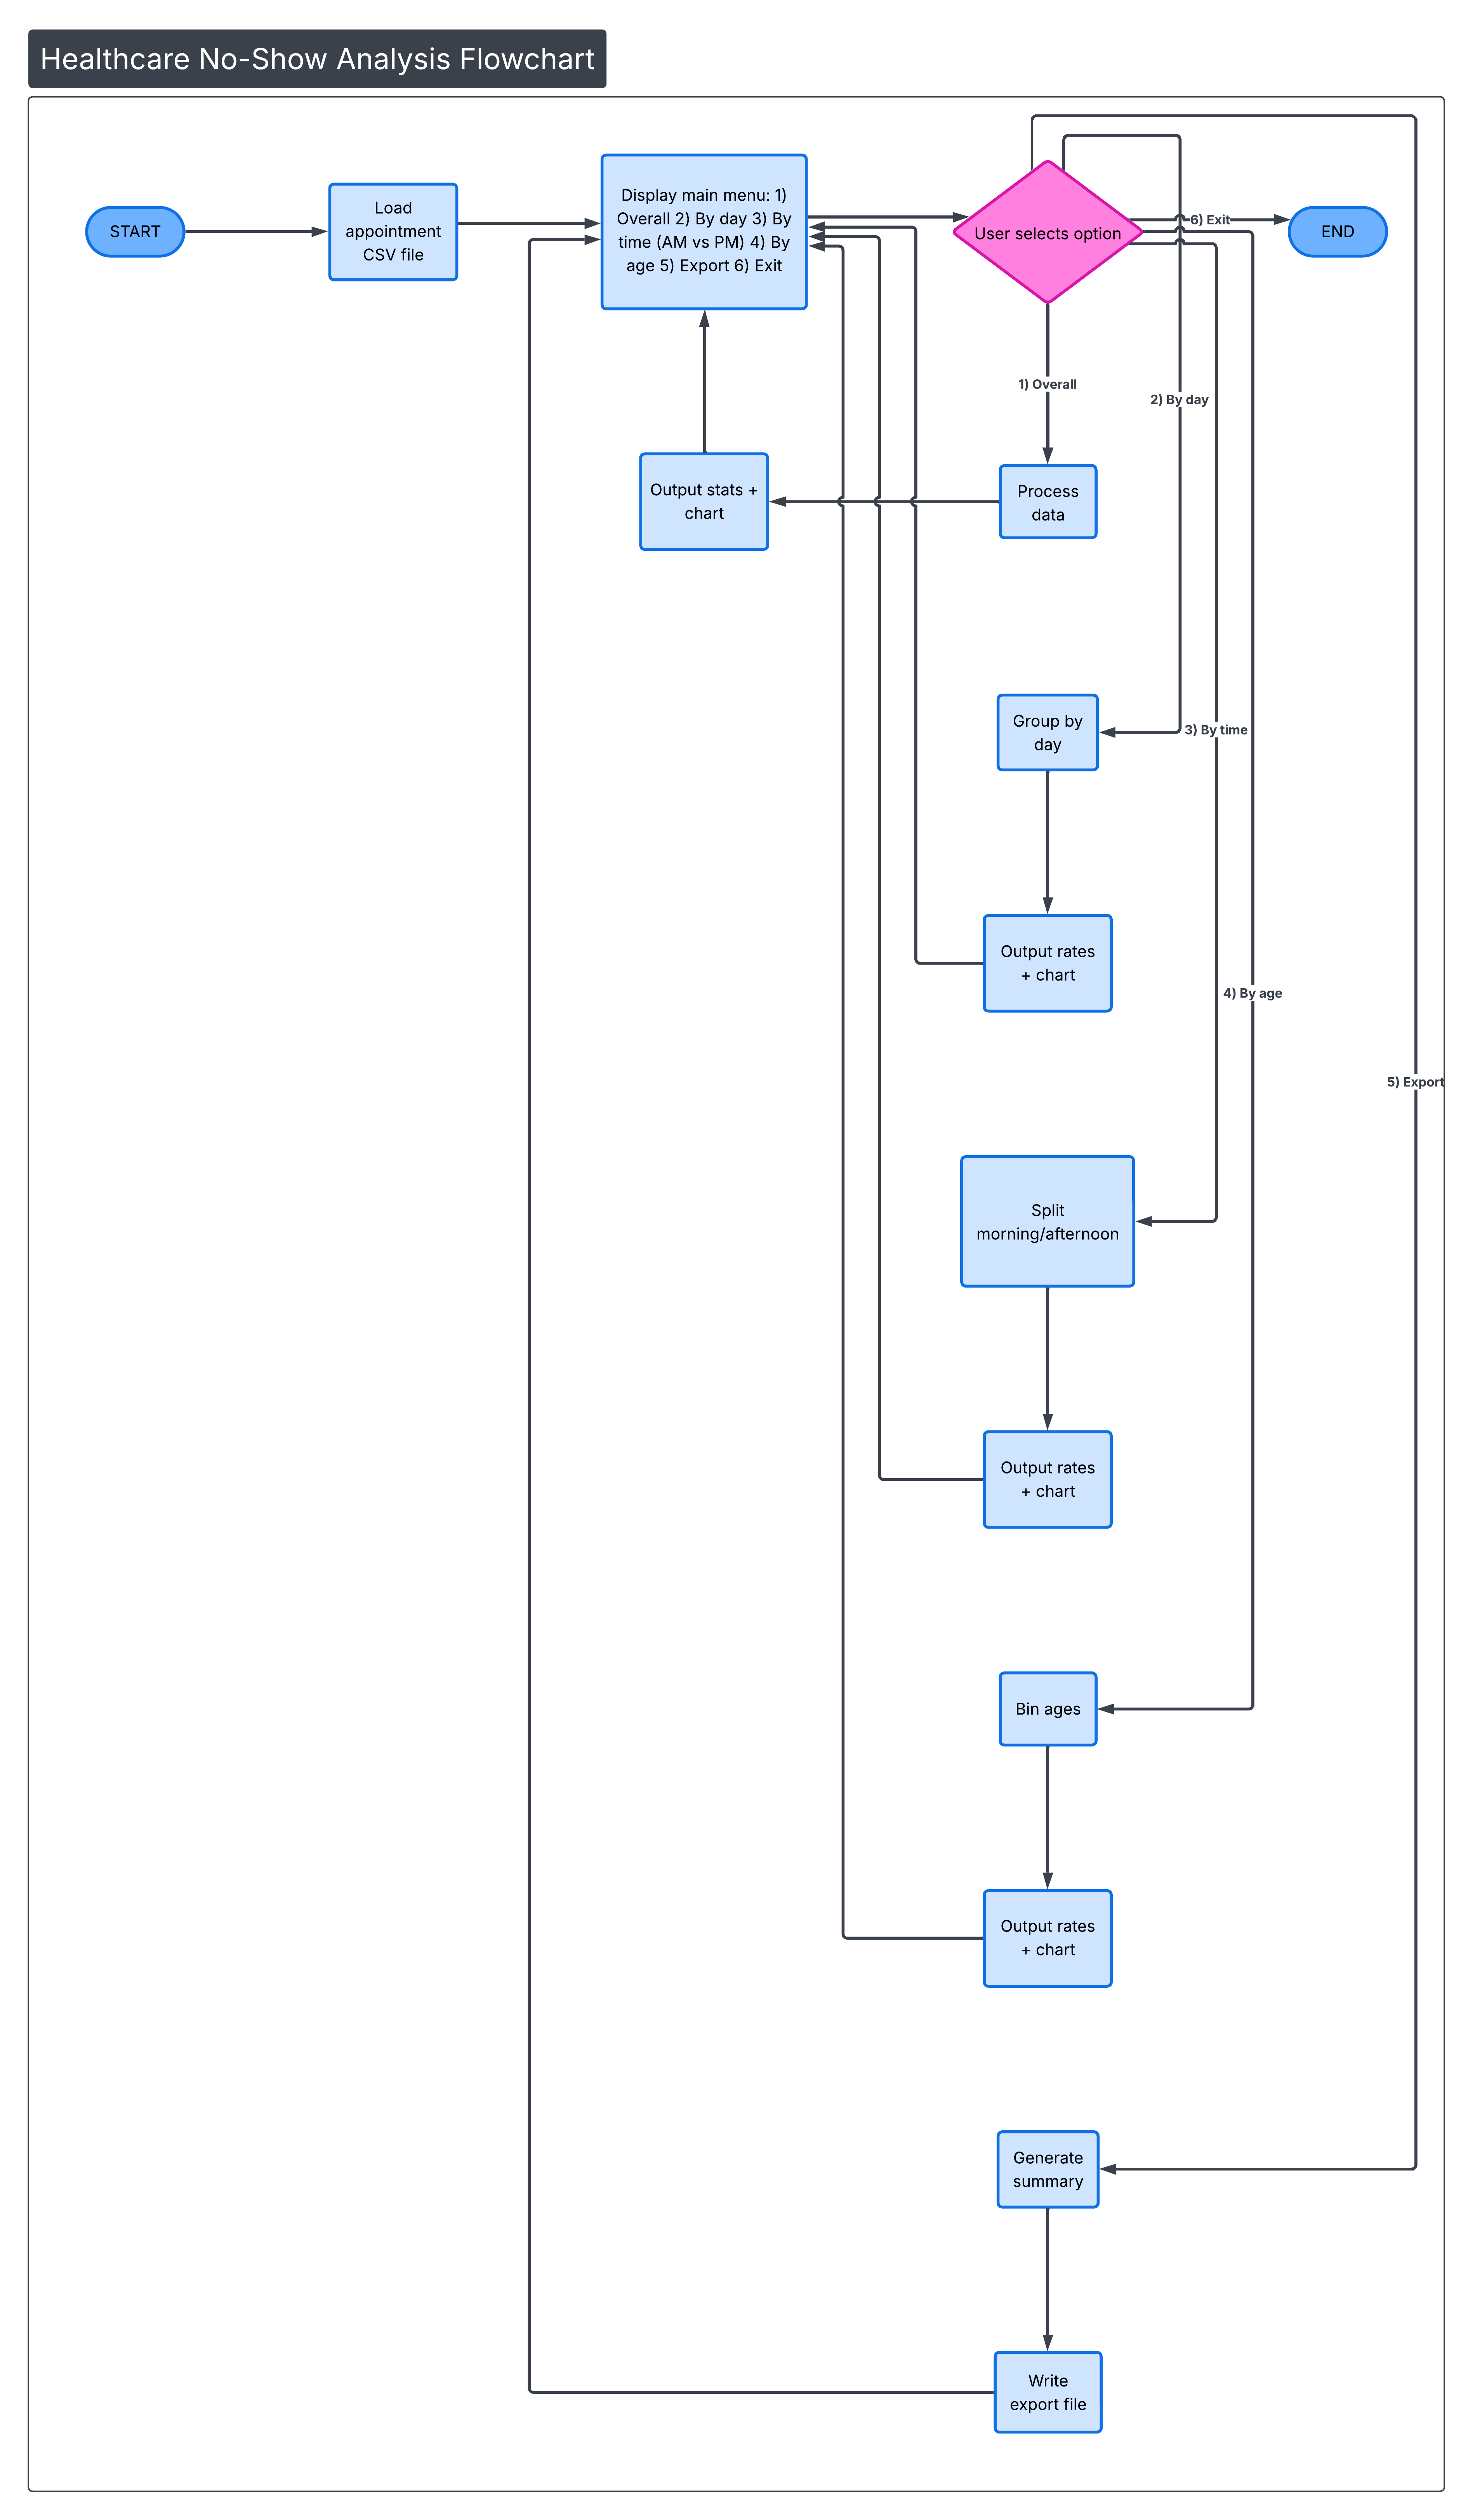 Healthcare No-Show Analysis Flowchart
START
Load
appointment
CSV file
Display main menu: 1)
Overall 2) By day 3) By
time (AM vs PM) 4) By
age 5) Export 6) Exit
User selects option
6) Exit
END
1) Overall
2) By day
Output stats +
chart
Process
data
Group by
day
3) By time
Output rates
+ chart
4) By age
5) Export
Split
morning/afternoon
Output rates
+ chart
Bin ages
Output rates
+ chart
Generate
summary
Write
export file